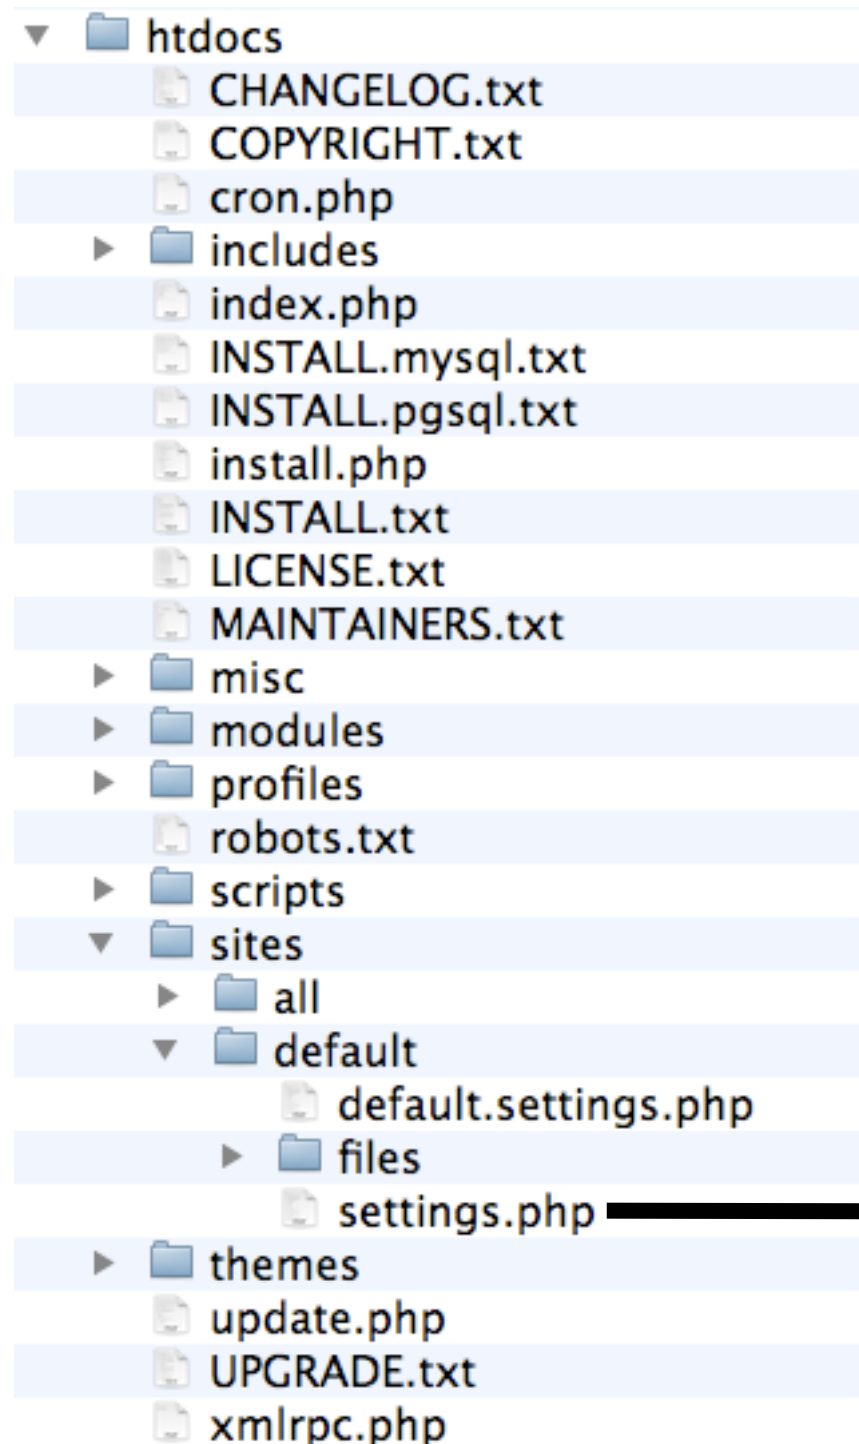 htdocs
CHANGELOG.txt
COPYRIGHT.txt
cron.php
includes
index.php
INSTALL.mysql.txt
INSTALL.pgsql.txt
install.php
INSTALL.txt
LICENSE.txt
MAINTAINERS.txt
misc
modules
profiles
robots.txt
scripts
sites
all
default
default.settings.php
files
settings.php
themes
update.php
UPGRADE.txt
xmlrpc.php